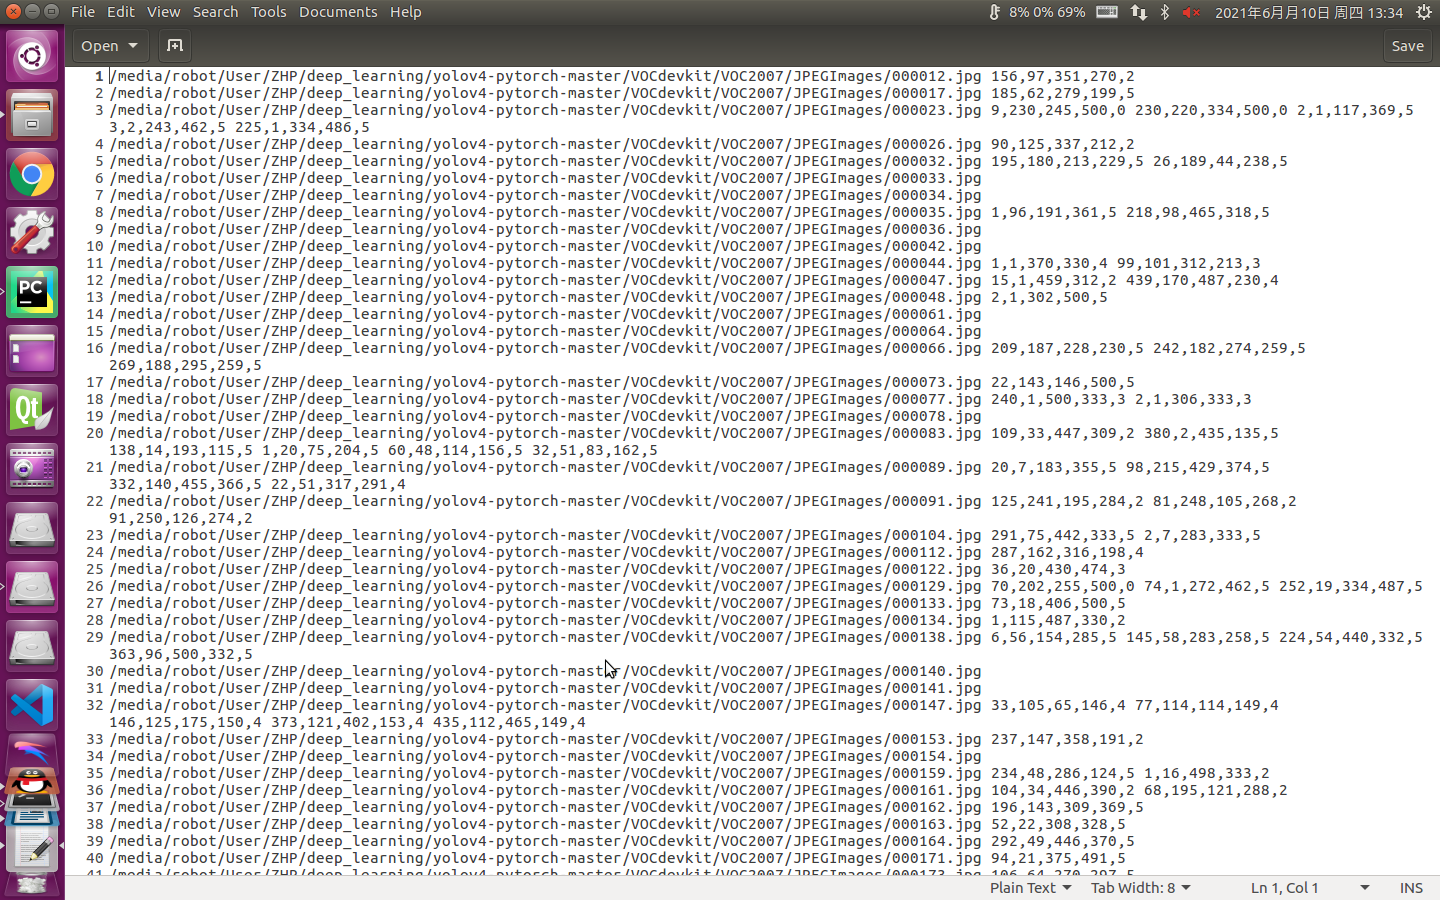 File Edit View Search Tools Documents Help 8% 0% 69% 2021年6月月10日 周四 13:34
Open Save
1 /media/robot/User/ZHP/deep_learning/yolov4-pytorch-master/VOCdevkit/VOC2007/JPEGImages/000012.jpg 156,97,351,270,2
2 /media/robot/User/ZHP/deep_learning/yolov4-pytorch-master/VOCdevkit/VOC2007/JPEGImages/000017.jpg 185,62,279,199,5
3 /media/robot/User/ZHP/deep_learning/yolov4-pytorch-master/VOCdevkit/VOC2007/JPEGImages/000023.jpg 9,230,245,500,0 230,220,334,500,0 2,1,117,369,5
3,2,243,462,5 225,1,334,486,5
4 /media/robot/User/ZHP/deep_learning/yolov4-pytorch-master/VOCdevkit/VOC2007/JPEGImages/000026.jpg 90,125,337,212,2
5 /media/robot/User/ZHP/deep_learning/yolov4-pytorch-master/VOCdevkit/VOC2007/JPEGImages/000032.jpg 195,180,213,229,5 26,189,44,238,5
6 /media/robot/User/ZHP/deep_learning/yolov4-pytorch-master/VOCdevkit/VOC2007/JPEGImages/000033.jpg
7 /media/robot/User/ZHP/deep_learning/yolov4-pytorch-master/VOCdevkit/VOC2007/JPEGImages/000034.jpg
8 /media/robot/User/ZHP/deep_learning/yolov4-pytorch-master/VOCdevkit/VOC2007/JPEGImages/000035.jpg 1,96,191,361,5 218,98,465,318,5
9 /media/robot/User/ZHP/deep_learning/yolov4-pytorch-master/VOCdevkit/VOC2007/JPEGImages/000036.jpg
10 /media/robot/User/ZHP/deep_learning/yolov4-pytorch-master/VOCdevkit/VOC2007/JPEGImages/000042.jpg
11 /media/robot/User/ZHP/deep_learning/yolov4-pytorch-master/VOCdevkit/VOC2007/JPEGImages/000044.jpg 1,1,370,330,4 99,101,312,213,3
12 /media/robot/User/ZHP/deep_learning/yolov4-pytorch-master/VOCdevkit/VOC2007/JPEGImages/000047.jpg 15,1,459,312,2 439,170,487,230,4
13 /media/robot/User/ZHP/deep_learning/yolov4-pytorch-master/VOCdevkit/VOC2007/JPEGImages/000048.jpg 2,1,302,500,5
14 /media/robot/User/ZHP/deep_learning/yolov4-pytorch-master/VOCdevkit/VOC2007/JPEGImages/000061.jpg
15 /media/robot/User/ZHP/deep_learning/yolov4-pytorch-master/VOCdevkit/VOC2007/JPEGImages/000064.jpg
16 /media/robot/User/ZHP/deep_learning/yolov4-pytorch-master/VOCdevkit/VOC2007/JPEGImages/000066.jpg 209,187,228,230,5 242,182,274,259,5
269,188,295,259,5
17 /media/robot/User/ZHP/deep_learning/yolov4-pytorch-master/VOCdevkit/VOC2007/JPEGImages/000073.jpg 22,143,146,500,5
18 /media/robot/User/ZHP/deep_learning/yolov4-pytorch-master/VOCdevkit/VOC2007/JPEGImages/000077.jpg 240,1,500,333,3 2,1,306,333,3
19 /media/robot/User/ZHP/deep_learning/yolov4-pytorch-master/VOCdevkit/VOC2007/JPEGImages/000078.jpg
20 /media/robot/User/ZHP/deep_learning/yolov4-pytorch-master/VOCdevkit/VOC2007/JPEGImages/000083.jpg 109,33,447,309,2 380,2,435,135,5
138,14,193,115,5 1,20,75,204,5 60,48,114,156,5 32,51,83,162,5
21 /media/robot/User/ZHP/deep_learning/yolov4-pytorch-master/VOCdevkit/VOC2007/JPEGImages/000089.jpg 20,7,183,355,5 98,215,429,374,5
332,140,455,366,5 22,51,317,291,4
22 /media/robot/User/ZHP/deep_learning/yolov4-pytorch-master/VOCdevkit/VOC2007/JPEGImages/000091.jpg 125,241,195,284,2 81,248,105,268,2
91,250,126,274,2
23 /media/robot/User/ZHP/deep_learning/yolov4-pytorch-master/VOCdevkit/VOC2007/JPEGImages/000104.jpg 291,75,442,333,5 2,7,283,333,5
24 /media/robot/User/ZHP/deep_learning/yolov4-pytorch-master/VOCdevkit/VOC2007/JPEGImages/000112.jpg 287,162,316,198,4
25 /media/robot/User/ZHP/deep_learning/yolov4-pytorch-master/VOCdevkit/VOC2007/JPEGImages/000122.jpg 36,20,430,474,3
26 /media/robot/User/ZHP/deep_learning/yolov4-pytorch-master/VOCdevkit/VOC2007/JPEGImages/000129.jpg 70,202,255,500,0 74,1,272,462,5 252,19,334,487,5
27 /media/robot/User/ZHP/deep_learning/yolov4-pytorch-master/VOCdevkit/VOC2007/JPEGImages/000133.jpg 73,18,406,500,5
28 /media/robot/User/ZHP/deep_learning/yolov4-pytorch-master/VOCdevkit/VOC2007/JPEGImages/000134.jpg 1,115,487,330,2
29 /media/robot/User/ZHP/deep_learning/yolov4-pytorch-master/VOCdevkit/VOC2007/JPEGImages/000138.jpg 6,56,154,285,5 145,58,283,258,5 224,54,440,332,5
363,96,500,332,5
30 /media/robot/User/ZHP/deep_learning/yolov4-pytorch-master/VOCdevkit/VOC2007/JPEGImages/000140.jpg
31 /media/robot/User/ZHP/deep_learning/yolov4-pytorch-master/VOCdevkit/VOC2007/JPEGImages/000141.jpg
32 /media/robot/User/ZHP/deep_learning/yolov4-pytorch-master/VOCdevkit/VOC2007/JPEGImages/000147.jpg 33,105,65,146,4 77,114,114,149,4
146,125,175,150,4 373,121,402,153,4 435,112,465,149,4
33 /media/robot/User/ZHP/deep_learning/yolov4-pytorch-master/VOCdevkit/VOC2007/JPEGImages/000153.jpg 237,147,358,191,2
34 /media/robot/User/ZHP/deep_learning/yolov4-pytorch-master/VOCdevkit/VOC2007/JPEGImages/000154.jpg
35 /media/robot/User/ZHP/deep_learning/yolov4-pytorch-master/VOCdevkit/VOC2007/JPEGImages/000159.jpg 234,48,286,124,5 1,16,498,333,2
36 /media/robot/User/ZHP/deep_learning/yolov4-pytorch-master/VOCdevkit/VOC2007/JPEGImages/000161.jpg 104,34,446,390,2 68,195,121,288,2
37 /media/robot/User/ZHP/deep_learning/yolov4-pytorch-master/VOCdevkit/VOC2007/JPEGImages/000162.jpg 196,143,309,369,5
38 /media/robot/User/ZHP/deep_learning/yolov4-pytorch-master/VOCdevkit/VOC2007/JPEGImages/000163.jpg 52,22,308,328,5
39 /media/robot/User/ZHP/deep_learning/yolov4-pytorch-master/VOCdevkit/VOC2007/JPEGImages/000164.jpg 292,49,446,370,5
40 /media/robot/User/ZHP/deep_learning/yolov4-pytorch-master/VOCdevkit/VOC2007/JPEGImages/000171.jpg 94,21,375,491,5
41 /media/robot/User/ZHP/deep_learning/yolov4-pytorch-master/VOCdevkit/VOC2007/JPEGImages/000173.jpg 106,64,270,297,5
Plain Text Tab Width: 8 Ln 1, Col 1 INS
PC
Qt